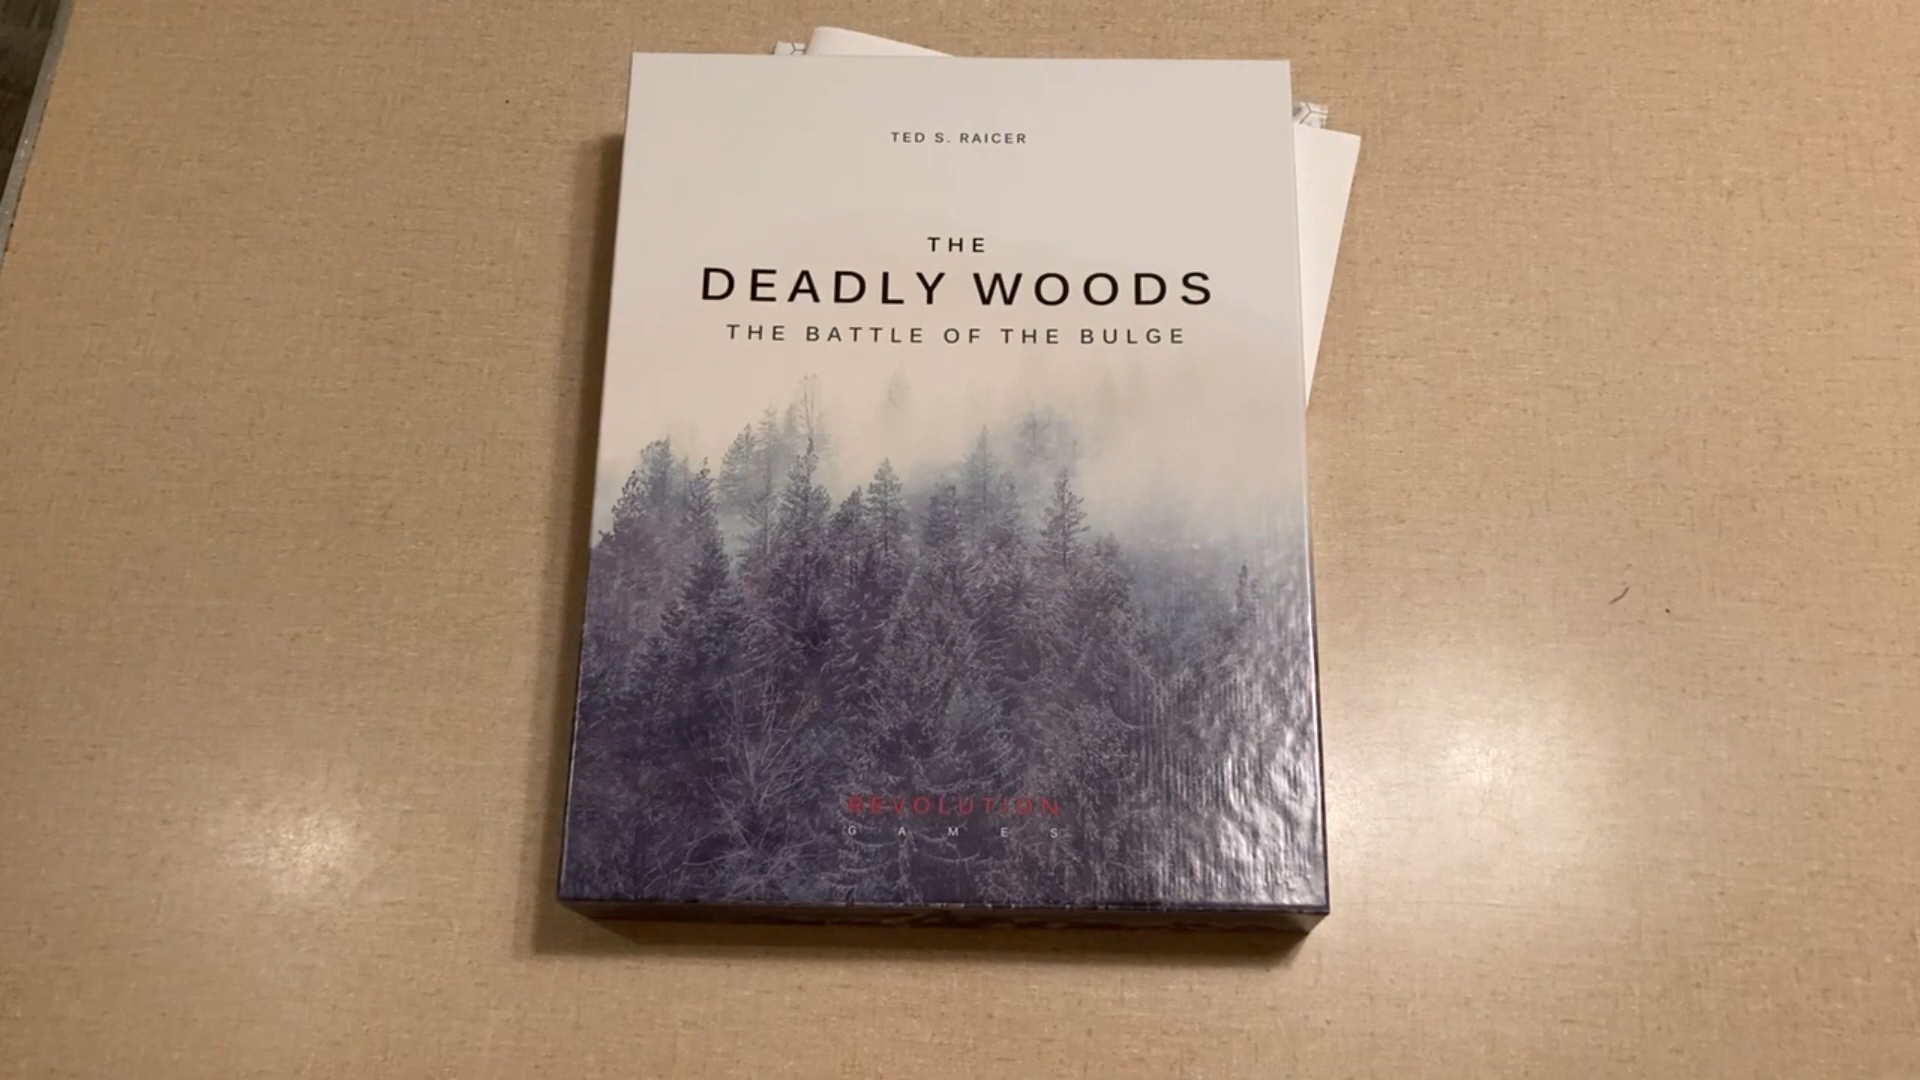 TED S. RAICER
THE
DEADLY WOODS
THE BATTLE OF THE BULGE
REVOLUTION
GAMES